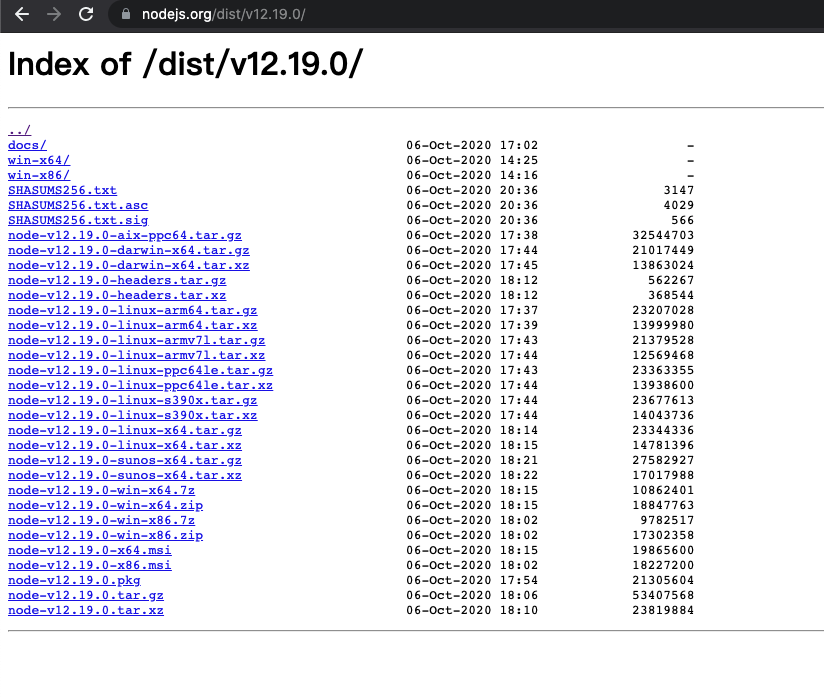 nodejs.org/dist/v12.19.0/
Index of /dist/v12.19.0/
../
docs/ 06-Oct-2020 17:02 -
win-x64/ 06-Oct-2020 14:25 -
win-x86/ 06-Oct-2020 14:16 -
SHASUMS256.txt 06-Oct-2020 20:36 3147
SHASUMS256.txt.asc 06-Oct-2020 20:36 4029
SHASUMS256.txt.sig 06-Oct-2020 20:36 566
node-v12.19.0-aix-ppc64.tar.gz 06-Oct-2020 17:38 32544703
node-v12.19.0-darwin-x64.tar.gz 06-Oct-2020 17:44 21017449
node-v12.19.0-darwin-x64.tar.xz 06-Oct-2020 17:45 13863024
node-v12.19.0-headers.tar.gz 06-Oct-2020 18:12 562267
node-v12.19.0-headers.tar.xz 06-Oct-2020 18:12 368544
node-v12.19.0-linux-arm64.tar.gz 06-Oct-2020 17:37 23207028
node-v12.19.0-linux-arm64.tar.xz 06-Oct-2020 17:39 13999980
node-v12.19.0-linux-armv7l.tar.gz 06-Oct-2020 17:43 21379528
node-v12.19.0-linux-armv7l.tar.xz 06-Oct-2020 17:44 12569468
node-v12.19.0-linux-ppc64le.tar.gz 06-Oct-2020 17:43 23363355
node-v12.19.0-linux-ppc64le.tar.xz 06-Oct-2020 17:44 13938600
node-v12.19.0-linux-s390x.tar.gz 06-Oct-2020 17:44 23677613
node-v12.19.0-linux-s390x.tar.xz 06-Oct-2020 17:44 14043736
node-v12.19.0-linux-x64.tar.gz 06-Oct-2020 18:14 23344336
node-v12.19.0-linux-x64.tar.xz 06-Oct-2020 18:15 14781396
node-v12.19.0-sunos-x64.tar.gz 06-Oct-2020 18:21 27582927
node-v12.19.0-sunos-x64.tar.xz 06-Oct-2020 18:22 17017988
node-v12.19.0-win-x64.7z 06-Oct-2020 18:15 10862401
node-v12.19.0-win-x64.zip 06-Oct-2020 18:15 18847763
node-v12.19.0-win-x86.7z 06-Oct-2020 18:02 9782517
node-v12.19.0-win-x86.zip 06-Oct-2020 18:02 17302358
node-v12.19.0-x64.msi 06-Oct-2020 18:15 19865600
node-v12.19.0-x86.msi 06-Oct-2020 18:02 18227200
node-v12.19.0.pkg 06-Oct-2020 17:54 21305604
node-v12.19.0.tar.gz 06-Oct-2020 18:06 53407568
node-v12.19.0.tar.xz 06-Oct-2020 18:10 23819884